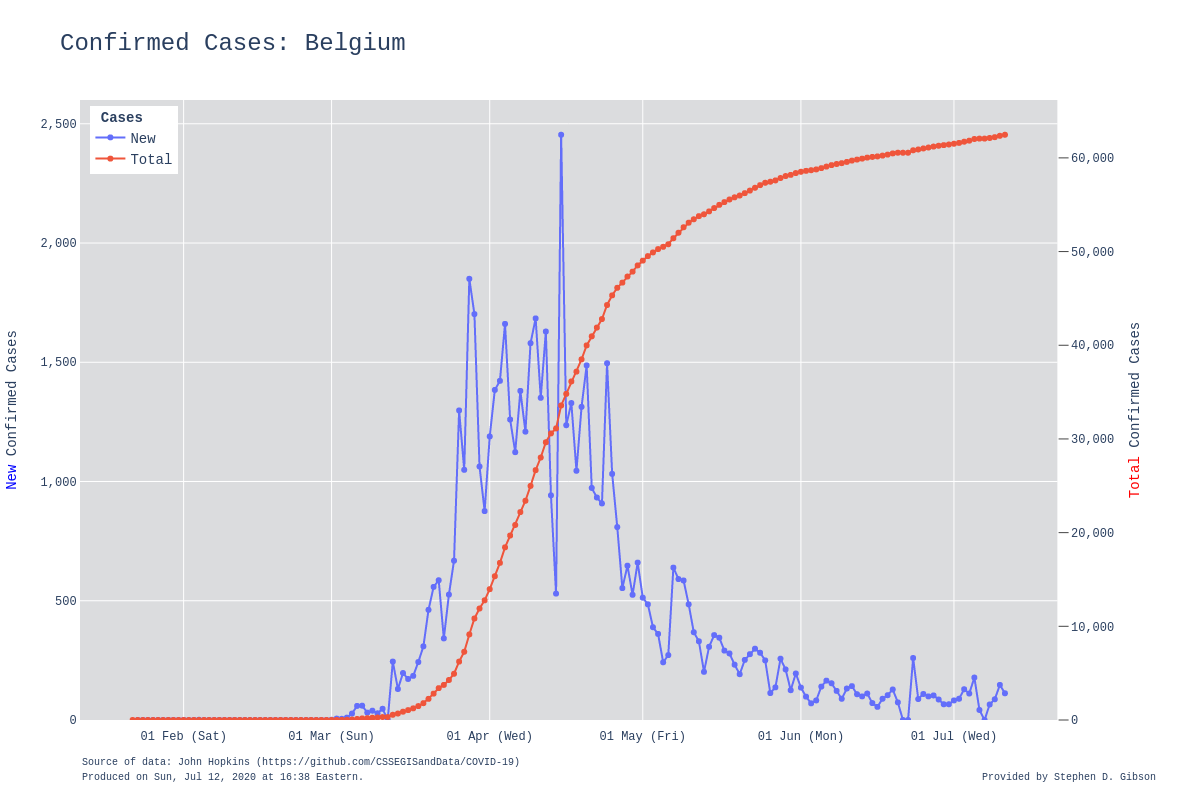 Confirmed Cases: Belgium
Cases
New
Total
2,500
2,000
1,500
1,000
500
0
60,000
50,000
40,000
30,000
20,000
10,000
0
New Confirmed Cases
Total Confirmed Cases
01 Feb (Sat) 01 Mar (Sun) 01 Apr (Wed) 01 May (Fri) 01 Jun (Mon) 01 Jul (Wed)
Source of data: John Hopkins (https://github.com/CSSEGISandData/COVID-19)
Produced on Sun, Jul 12, 2020 at 16:38 Eastern.
Provided by Stephen D. Gibson